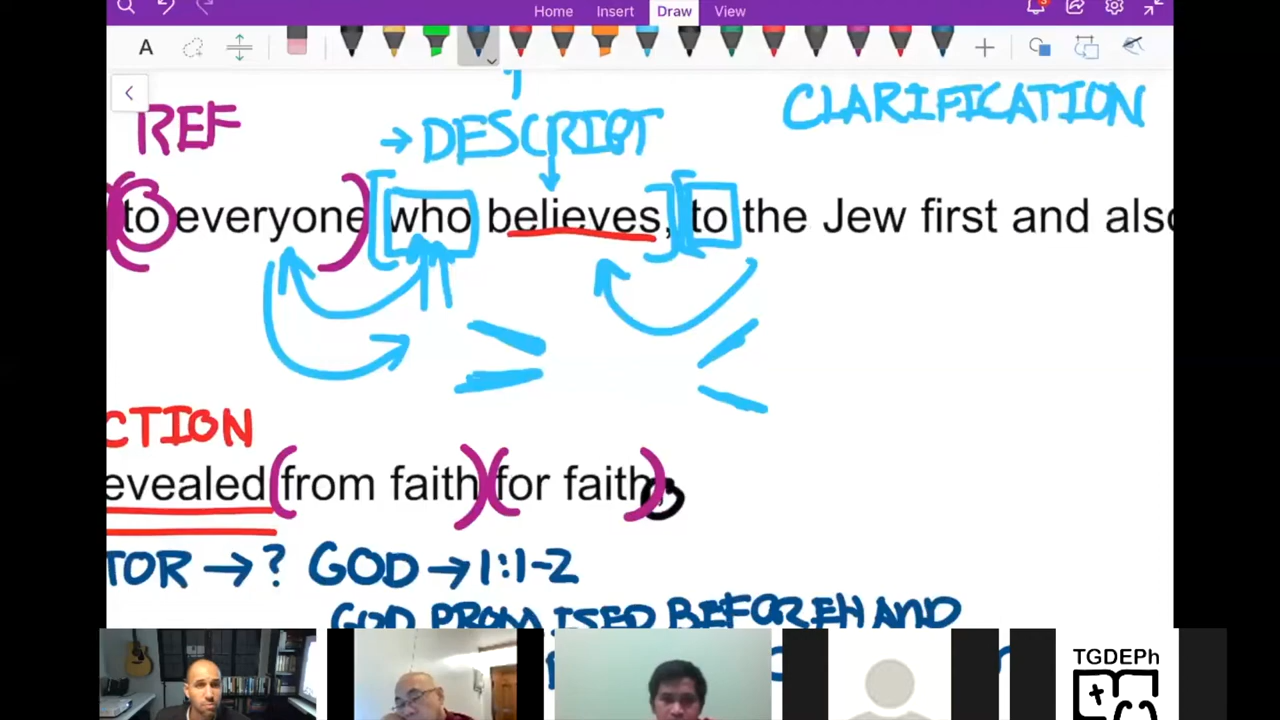 Home Insert Draw View
A
CLARIFICATION
REF
→ DESCRIPT
(to everyone) [who believes,] [to the Jew first and also
CTION
evealed (from faith) (for faith),
TOR → ? GOD → 1:1-2
GOD PROMISED BEFOREHAND
TGDEPh